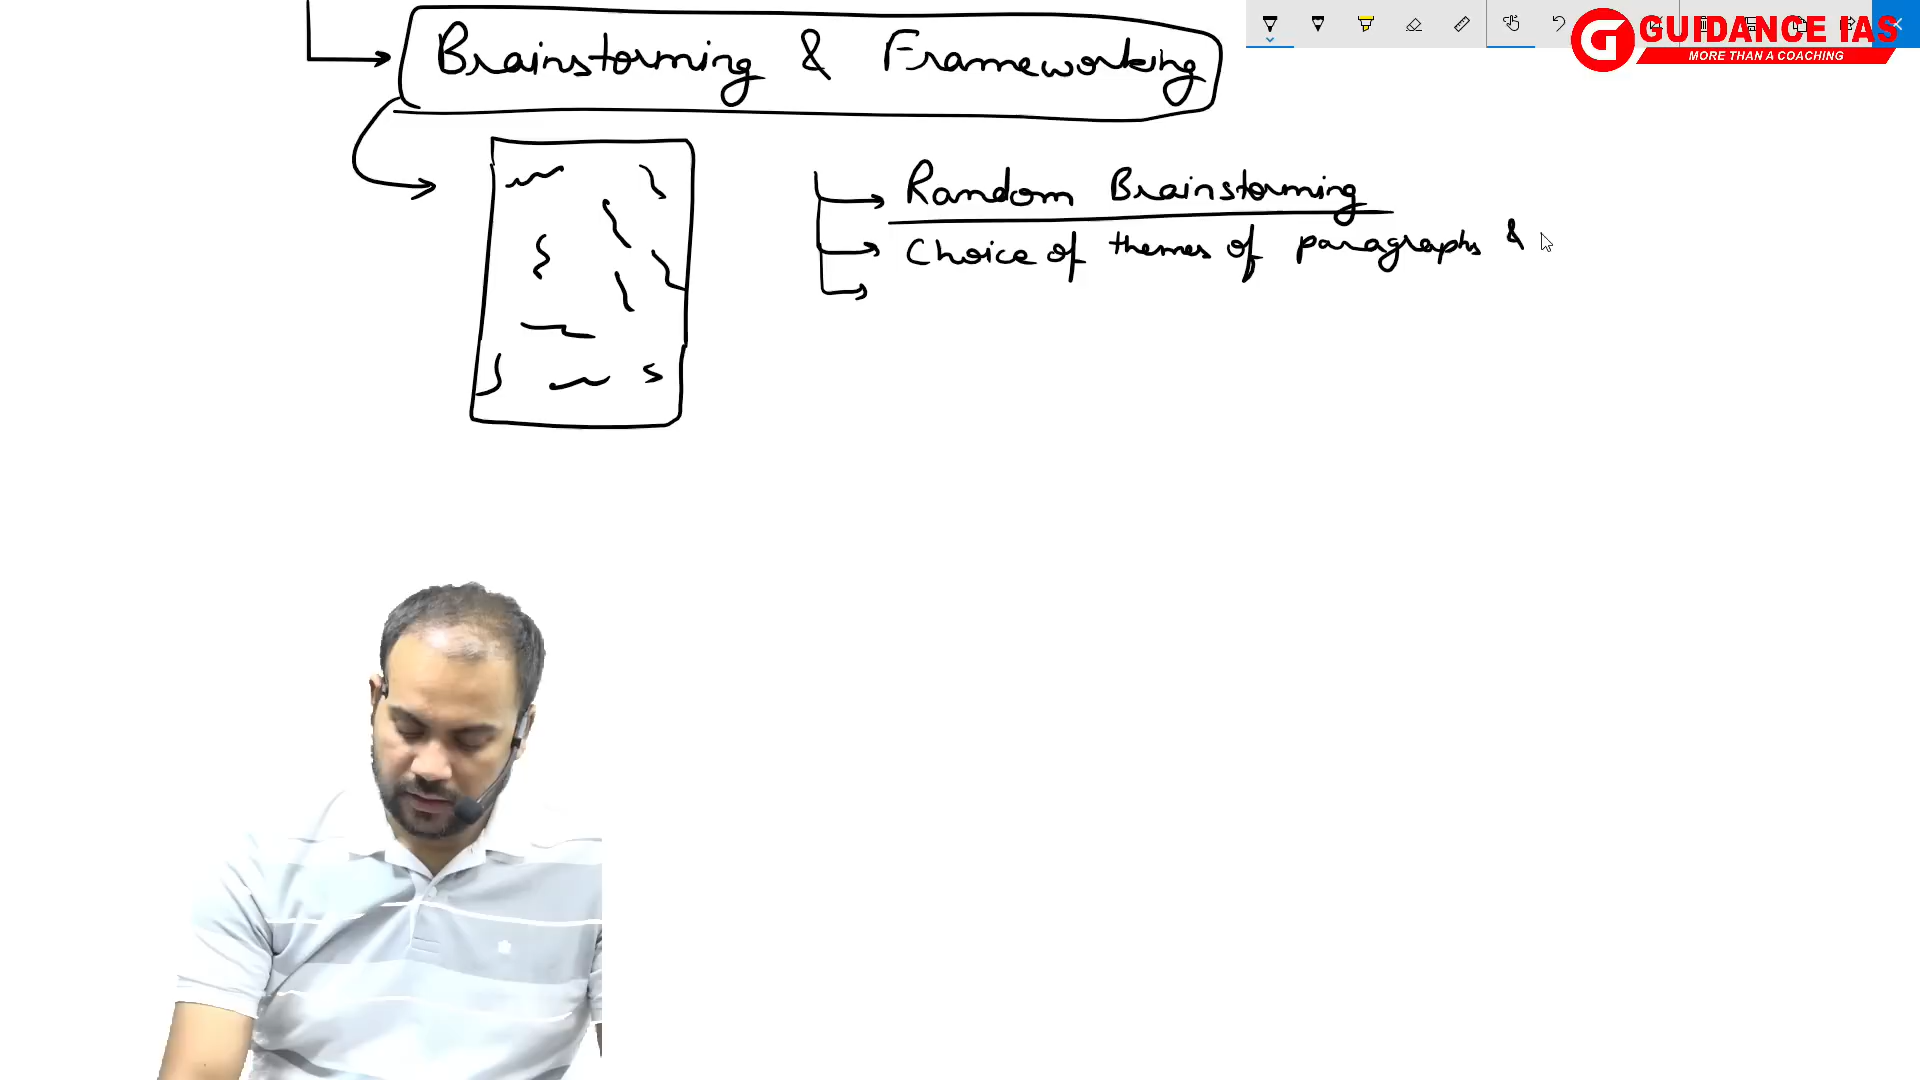 Brainstorming & Frameworking
GUIDANCE IAS
MORE THAN A COACHING
Random Brainstorming
Choice of themes of paragraphs &